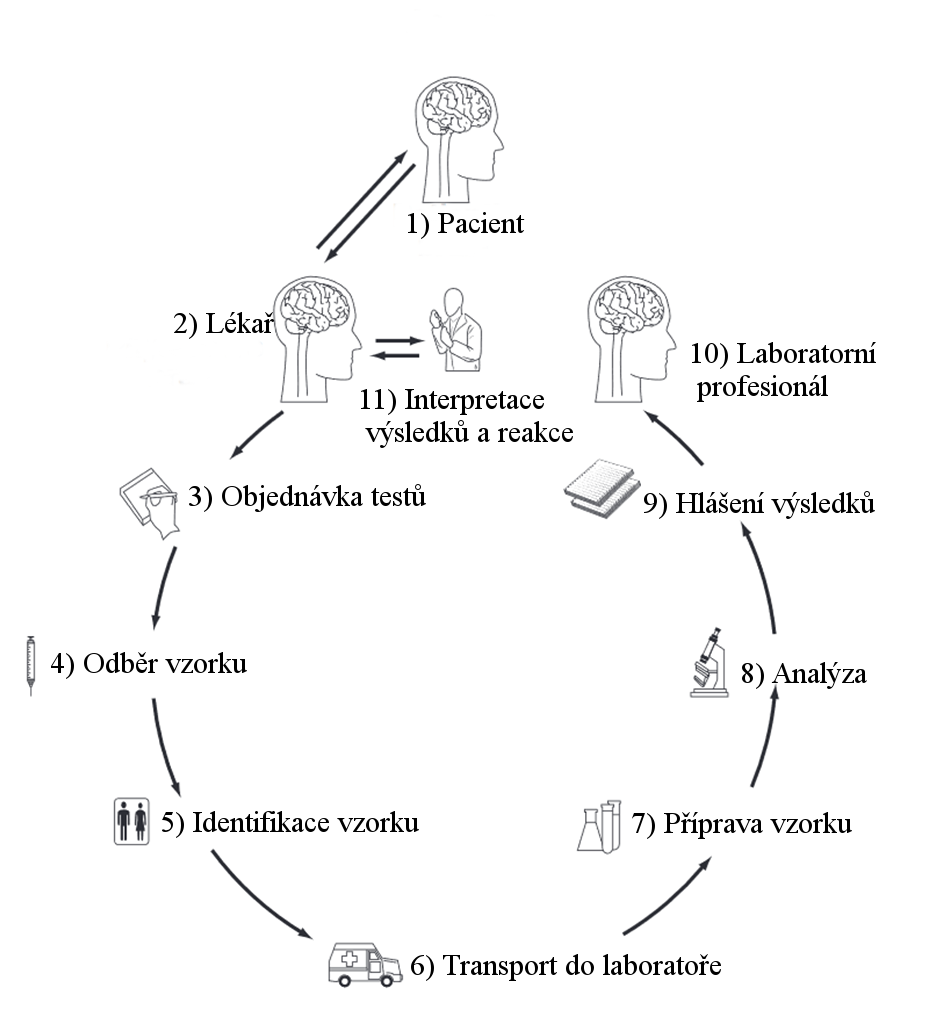 1) Pacient
2) Lékař
10) Laboratorní
profesionál
11) Interpretace
výsledků a reakce
3) Objednávka testů
9) Hlášení výsledků
4) Odběr vzorku
8) Analýza
5) Identifikace vzorku
7) Příprava vzorku
6) Transport do laboratoře